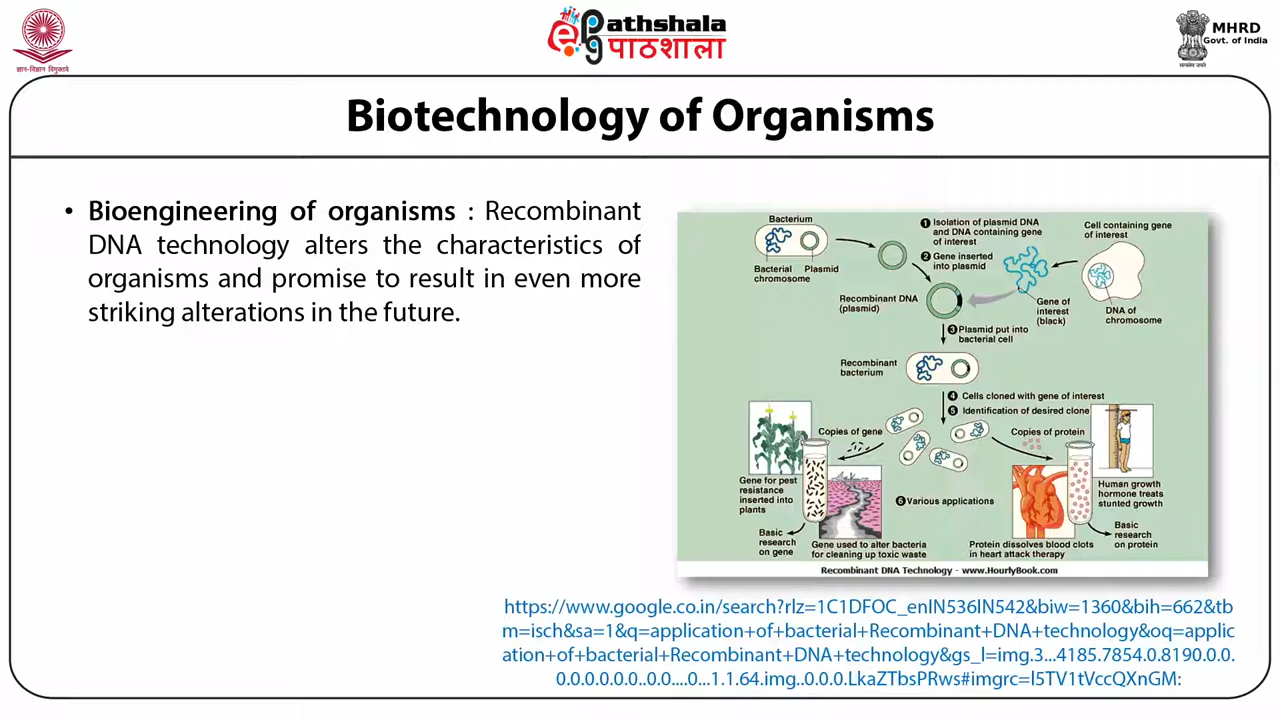 ज्ञान-विज्ञान विमुक्तये
ePathshala
पाठशाला
MHRD
Govt. of India
सत्यमेव जयते
Biotechnology of Organisms
• Bioengineering of organisms : Recombinant
DNA technology alters the characteristics of
organisms and promise to result in even more
striking alterations in the future.
Bacterium
Bacterial
chromosome
Plasmid
1 Isolation of plasmid DNA
and DNA containing gene
of interest
2 Gene inserted
into plasmid
Cell containing gene
of interest
Recombinant DNA
(plasmid)
Gene of
interest
(black)
DNA of
chromosome
3 Plasmid put into
bacterial cell
Recombinant
bacterium
4 Cells cloned with gene of interest
5 Identification of desired clone
Copies of gene
Copies of protein
Gene for pest
resistance
inserted into
plants
6 Various applications
Human growth
hormone treats
stunted growth
Basic
research
on gene
Gene used to alter bacteria
for cleaning up toxic waste
Protein dissolves blood clots
in heart attack therapy
Basic
research
on protein
Recombinant DNA Technology - www.HourlyBook.com
https://www.google.co.in/search?rlz=1C1DFOC_enIN536IN542&biw=1360&bih=662&tb
m=isch&sa=1&q=application+of+bacterial+Recombinant+DNA+technology&oq=applic
ation+of+bacterial+Recombinant+DNA+technology&gs_l=img.3...4185.7854.0.8190.0.0.
0.0.0.0.0.0..0.0....0...1.1.64.img..0.0.0.LkaZTbsPRws#imgrc=I5TV1tVccQXnGM: